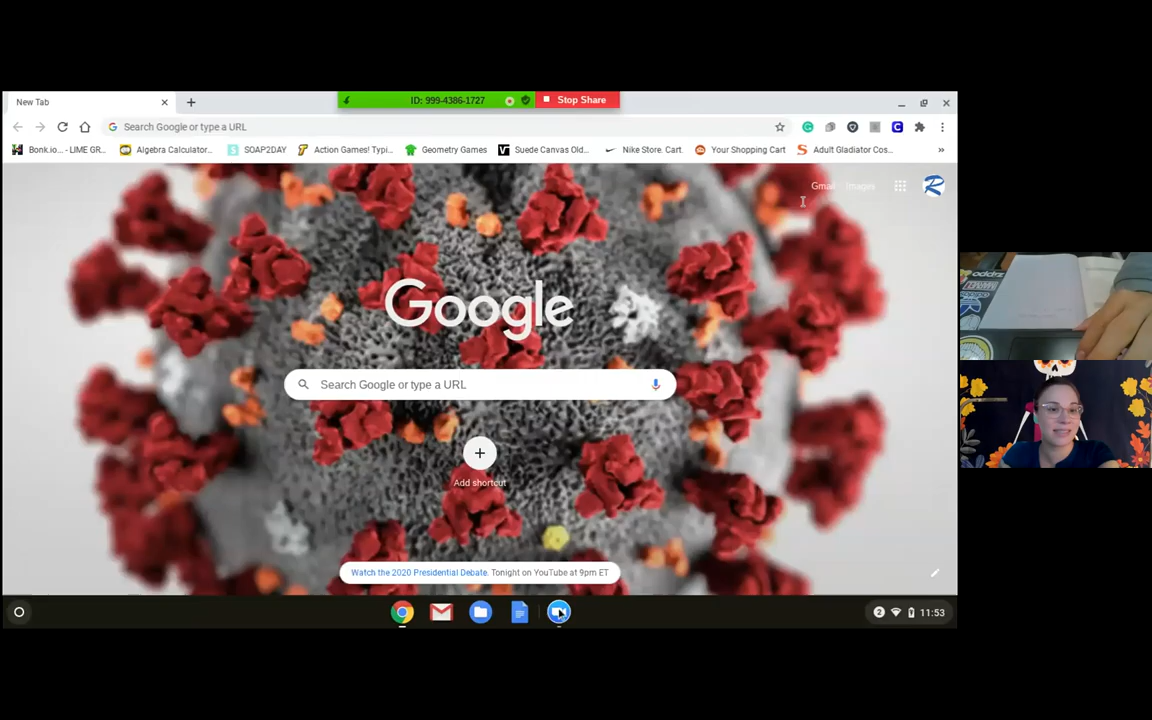 New Tab
ID: 999-4386-1727
Stop Share
Search Google or type a URL
Bonk.io... - LIME GR...
Algebra Calculator...
SOAP2DAY
Action Games! Typi...
Geometry Games
Suede Canvas Old...
Nike Store. Cart.
Your Shopping Cart
Adult Gladiator Cos...
Gmail
Images
Google
Search Google or type a URL
Add shortcut
Watch the 2020 Presidential Debate. Tonight on YouTube at 9pm ET
2
11:53